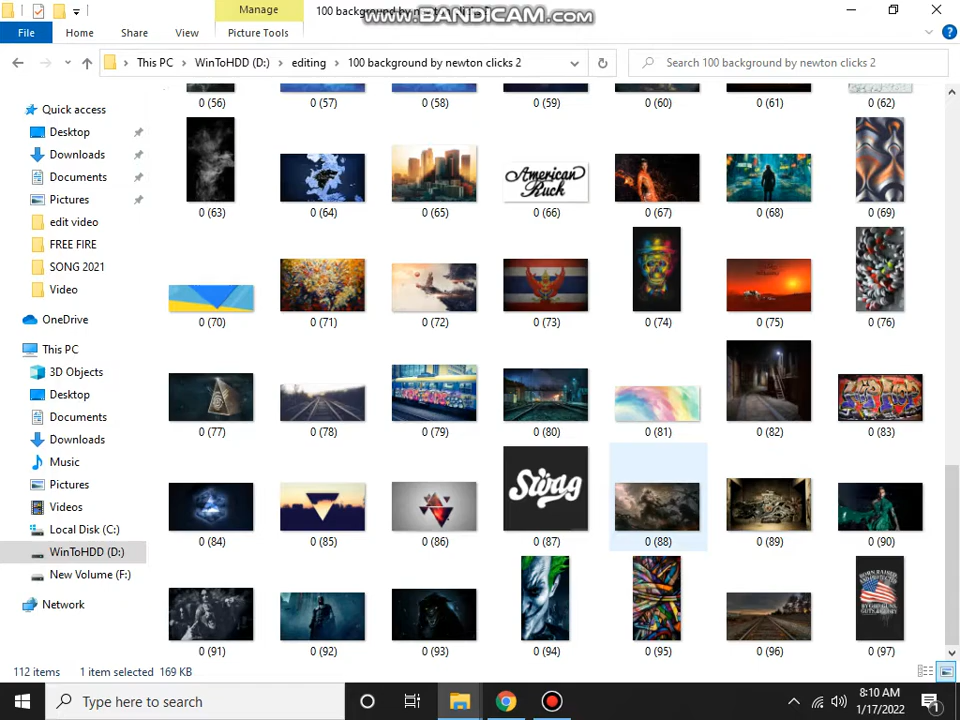 Manage
100 background by new
www.BANDICAM.com
File
Home
Share
View
Picture Tools
This PC
WinToHDD (D:)
editing
100 background by newton clicks 2
Search 100 background by newton clicks 2
Quick access
Desktop
Downloads
Documents
Pictures
edit video
FREE FIRE
SONG 2021
Video
OneDrive
This PC
3D Objects
Desktop
Documents
Downloads
Music
Pictures
Videos
Local Disk (C:)
WinToHDD (D:)
New Volume (F:)
Network
0 (56)
0 (57)
0 (58)
0 (59)
0 (60)
0 (61)
0 (62)
American
Ruck
0 (63)
0 (64)
0 (65)
0 (66)
0 (67)
0 (68)
0 (69)
0 (70)
0 (71)
0 (72)
0 (73)
0 (74)
0 (75)
0 (76)
0 (77)
0 (78)
0 (79)
0 (80)
0 (81)
0 (82)
0 (83)
Swag
0 (84)
0 (85)
0 (86)
0 (87)
0 (88)
0 (89)
0 (90)
BORN RAISED
0 (91)
0 (92)
0 (93)
0 (94)
0 (95)
0 (96)
0 (97)
112 items
1 item selected 169 KB
Type here to search
8:10 AM
1/17/2022
1